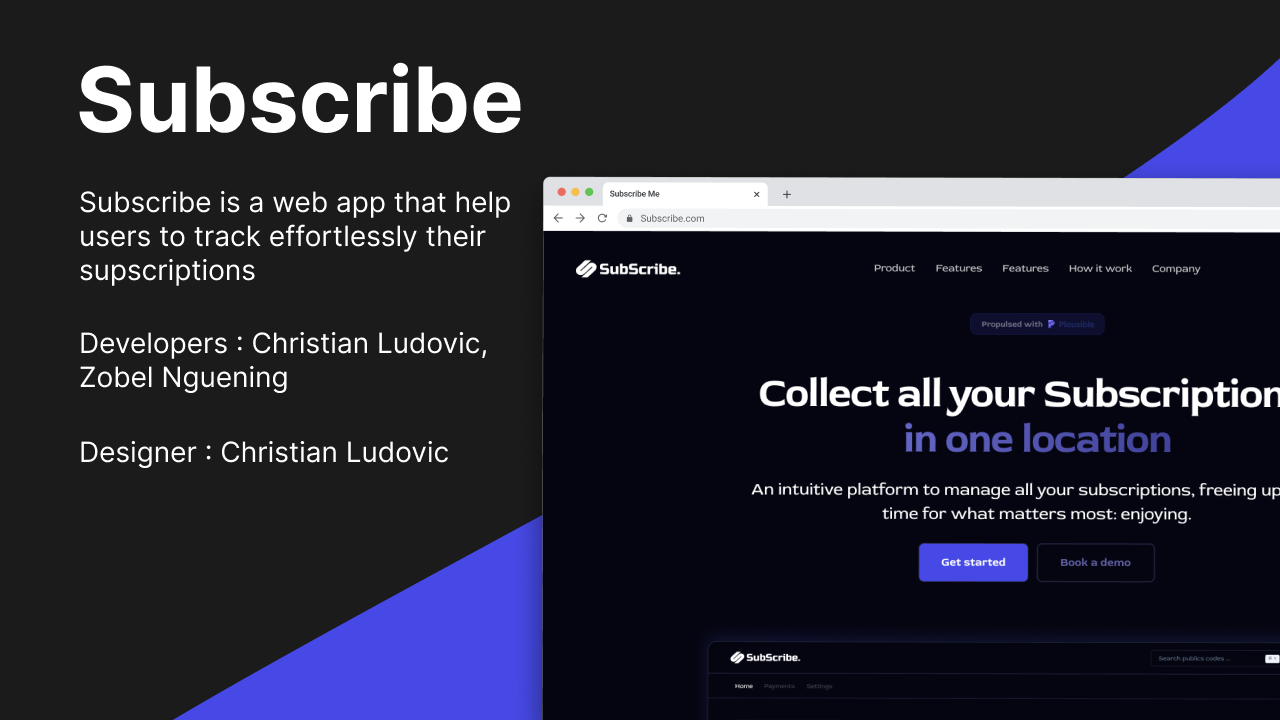 Subscribe
Subscribe is a web app that help
users to track effortlessly their
supscriptions
Developers : Christian Ludovic,
Zobel Nguening
Designer : Christian Ludovic
Subscribe Me
Subscribe.com
SubScribe.
Product Features Features How it work Company
Propulsed with Plausible
Collect all your Subscription
in one location
An intuitive platform to manage all your subscriptions, freeing up
time for what matters most: enjoying.
Get started Book a demo
SubScribe.
Search publics codes ...
Home Payments Settings